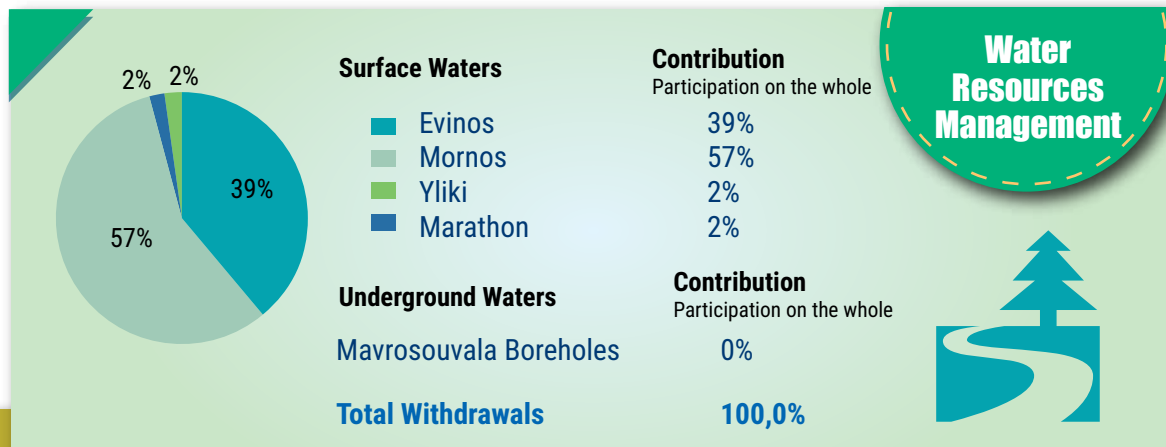 2% 2%
39%
57%
Surface Waters
Contribution
Participation on the whole
Evinos 39%
Mornos 57%
Yliki 2%
Marathon 2%
Underground Waters
Contribution
Participation on the whole
Mavrosouvala Boreholes 0%
Total Withdrawals 100,0%
Water
Resources
Management